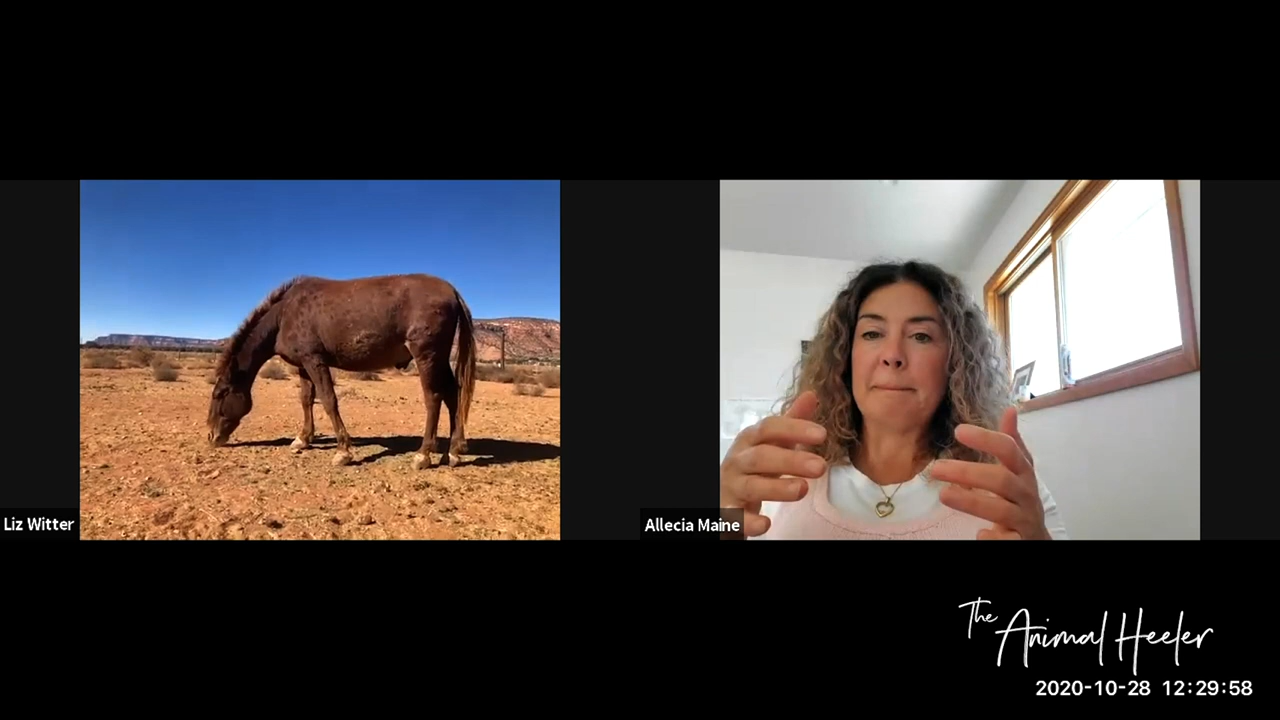 Liz Witter
Allecia Maine
The
Animal Heeler
2020-10-28 12:29:58